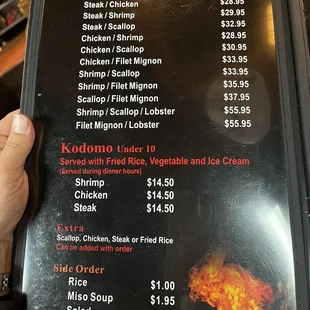 Steak / Chicken $28.95
Steak / Shrimp $29.95
Steak / Scallop $32.95
Chicken / Shrimp $28.95
Chicken / Scallop $30.95
Chicken / Filet Mignon $33.95
Shrimp / Scallop $33.95
Shrimp / Filet Mignon $35.95
Scallop / Filet Mignon $37.95
Shrimp / Scallop / Lobster $55.95
Filet Mignon / Lobster $55.95
Kodomo Under 10
Served with Fried Rice, Vegetable and Ice Cream
(Served during dinner hours)
Shrimp $14.50
Chicken $14.50
Steak $14.50
Extra
Scallop, Chicken, Steak or Fried Rice
Can be added with order
Side Order
Rice $1.00
Miso Soup $1.95
Salad